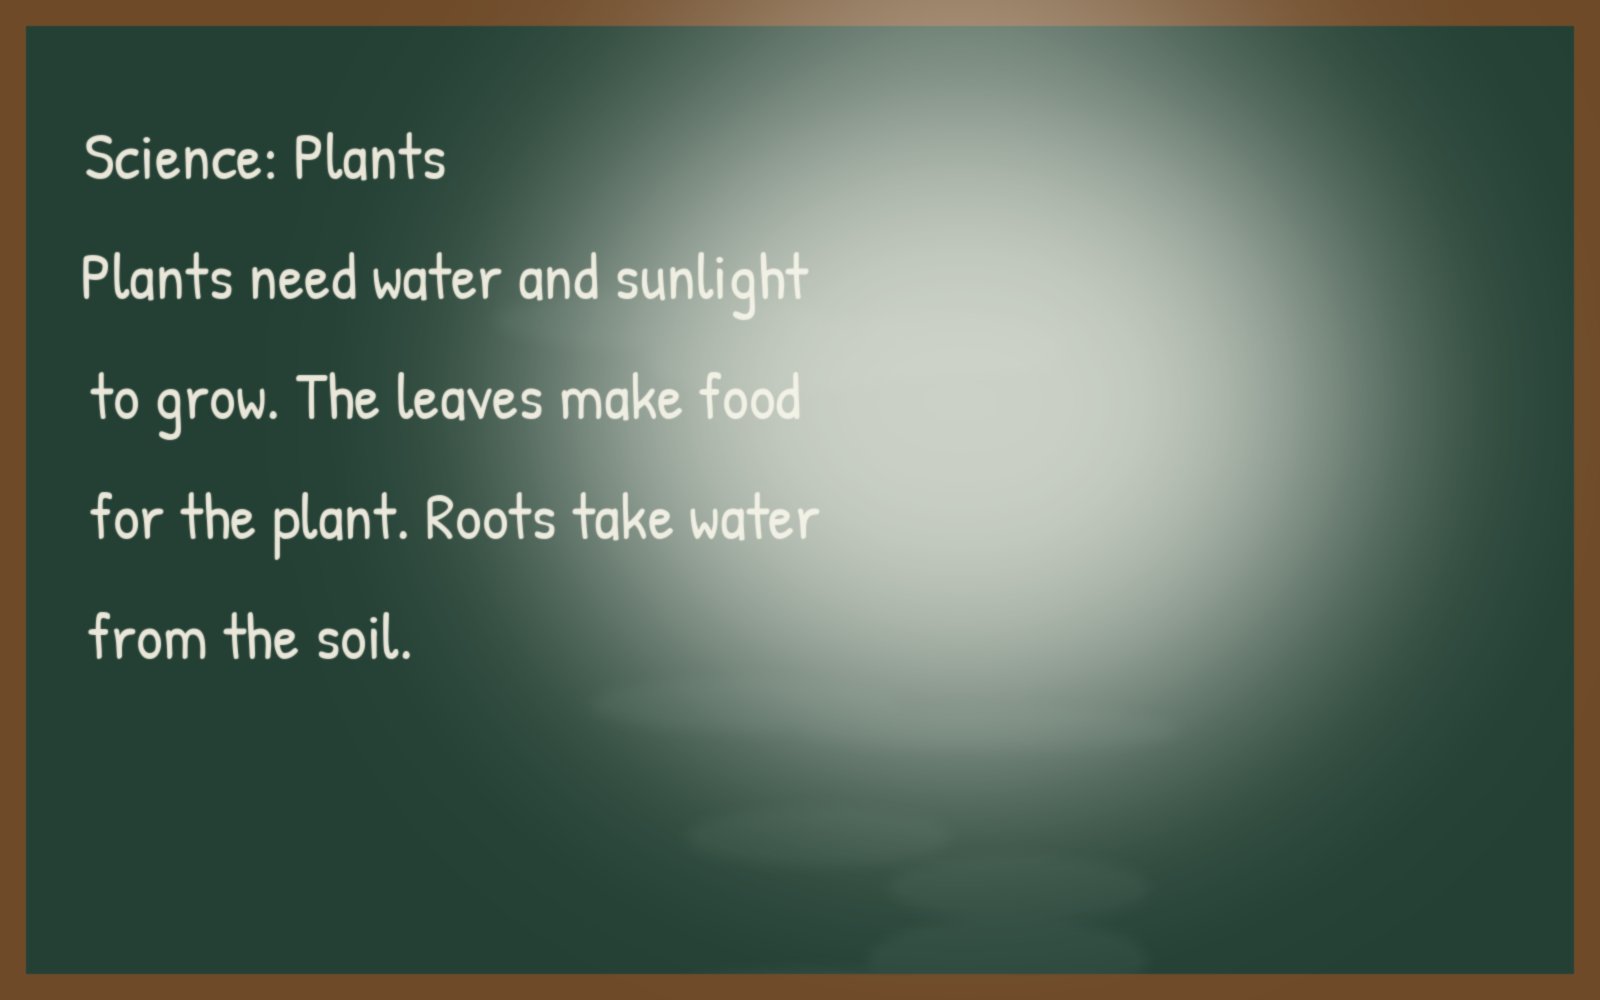 Science: Plants
Plants need water and sunlight
to grow. The leaves make food
for the plant. Roots take water
from the soil.